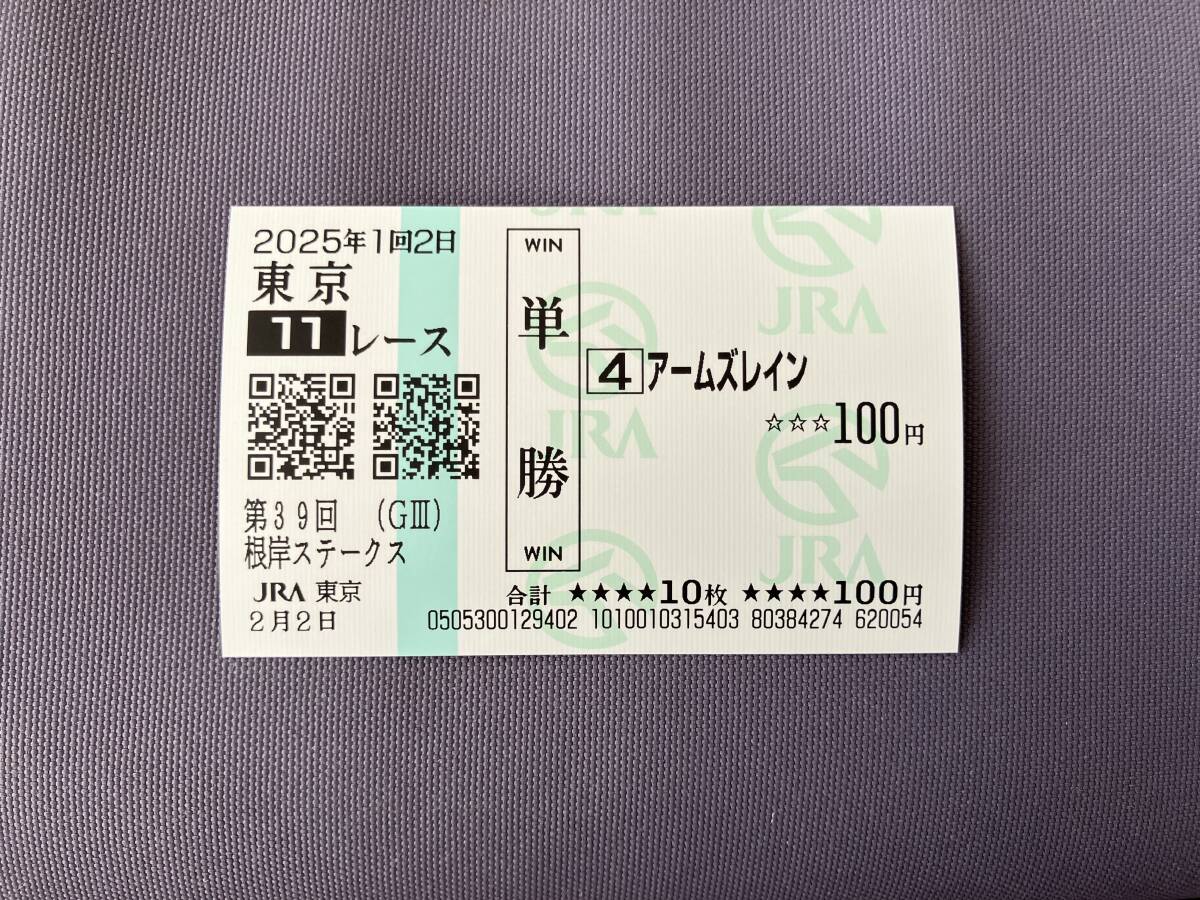 2025年1回2日
東京
11レース
第39回 (GⅢ)
根岸ステークス
JRA 東京
2月2日
WIN
単勝
WIN
4 アームズレイン
☆☆☆100円
合計 ★★★★10枚 ★★★★100円
0505300129402 1010010315403 80384274 620054
JRA
JRA
JRA
JRA